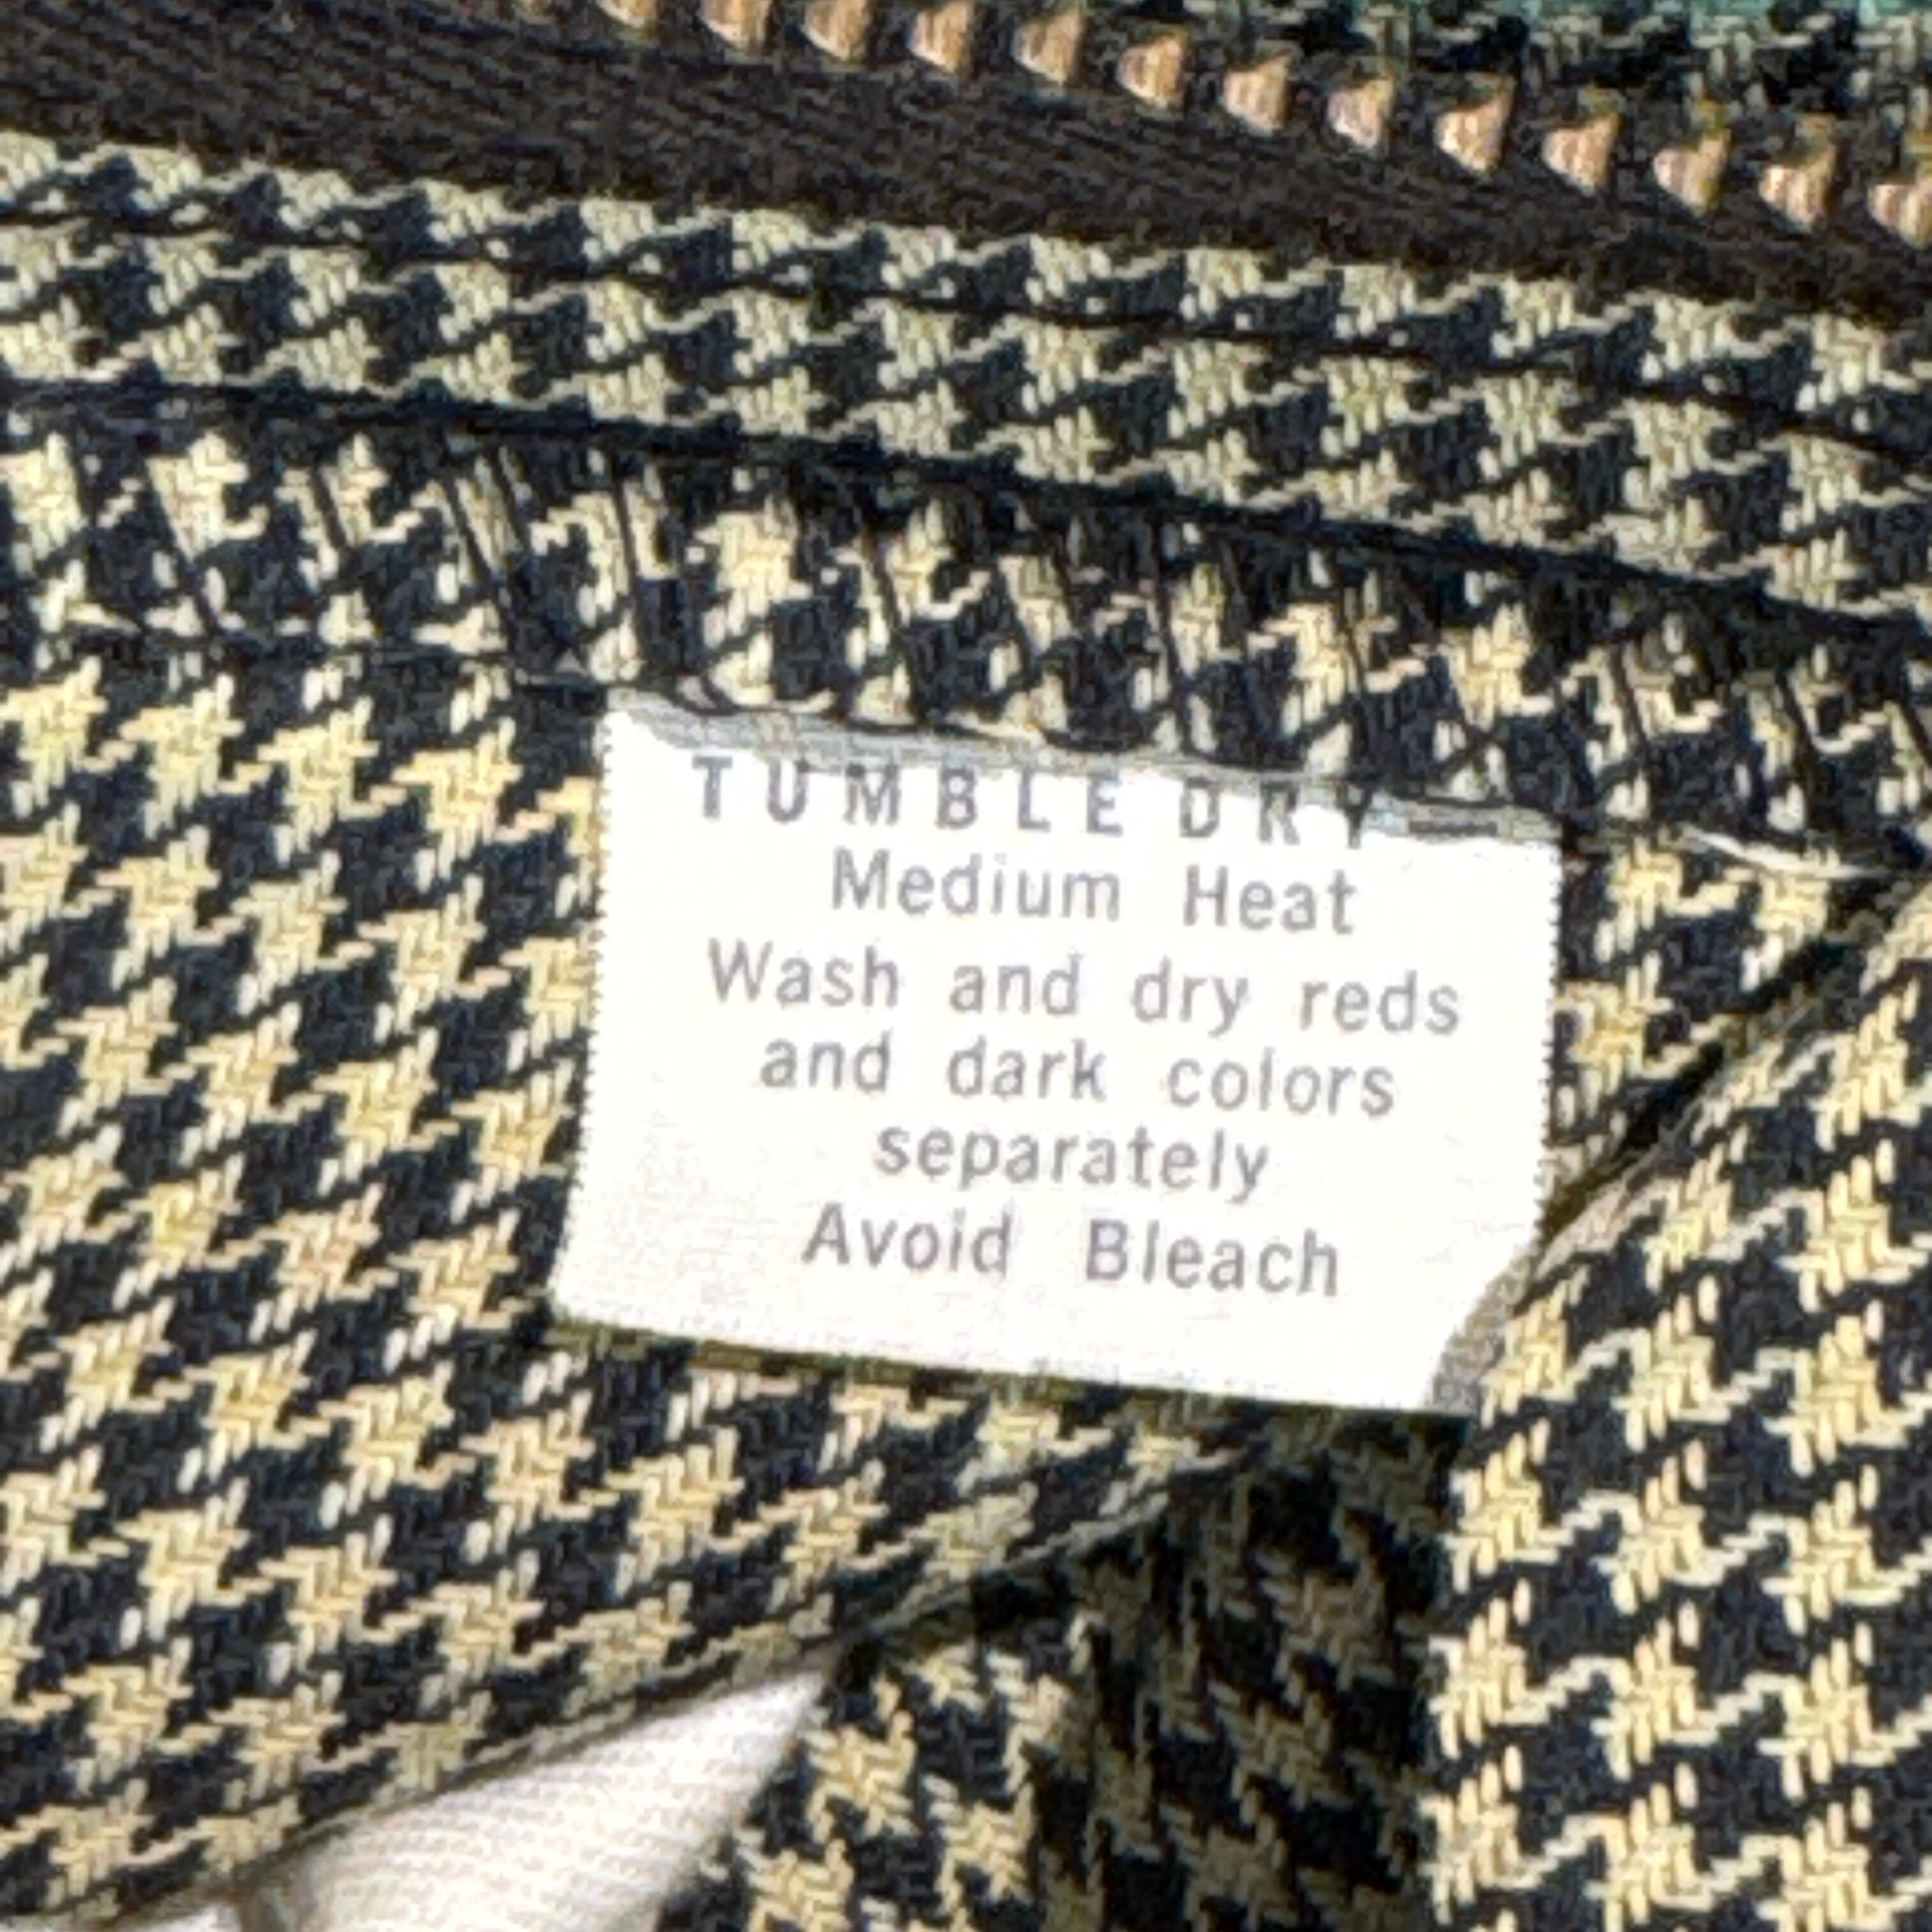 TUMBLE DRY
Medium Heat
Wash and dry reds
and dark colors
separately
Avoid Bleach